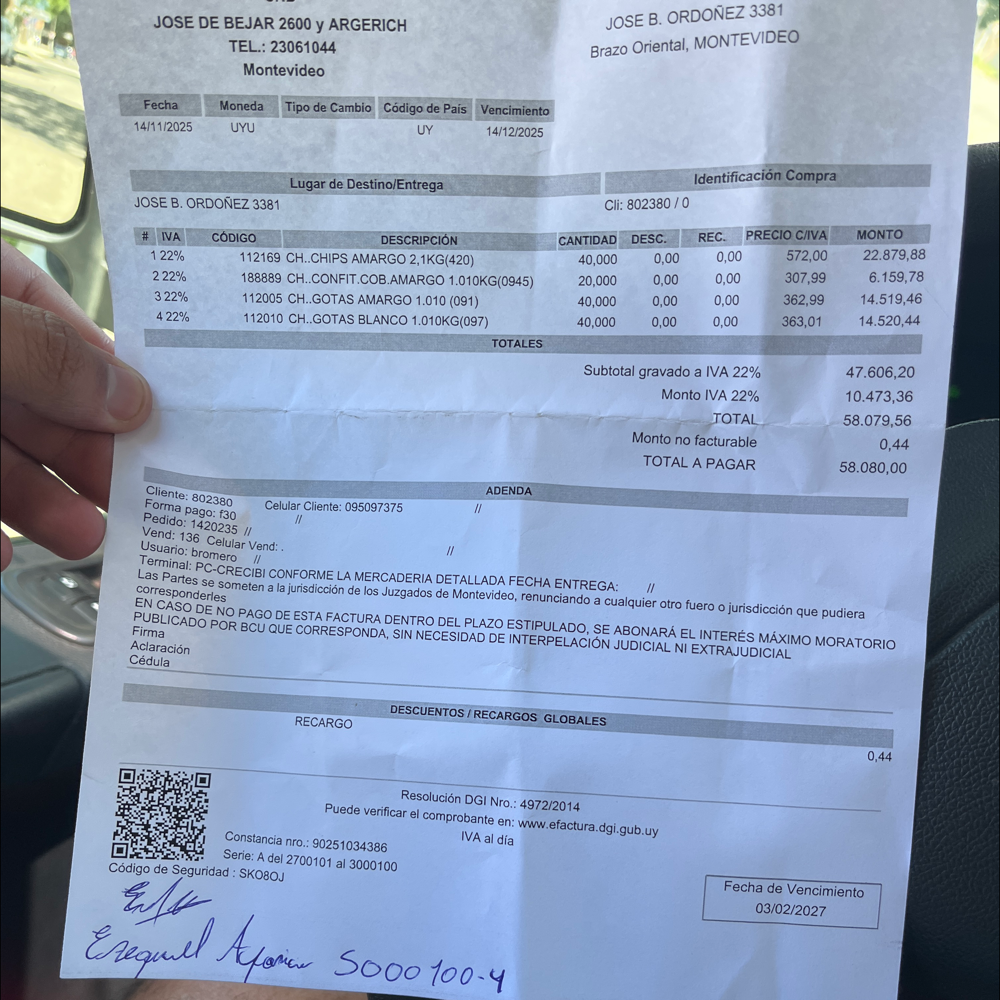 JOSE DE BEJAR 2600 y ARGERICH
TEL.: 23061044
Montevideo
JOSE B. ORDOÑEZ 3381
Brazo Oriental, MONTEVIDEO
Fecha Moneda Tipo de Cambio Código de País Vencimiento
14/11/2025 UYU UY 14/12/2025
Lugar de Destino/Entrega Identificación Compra
JOSE B. ORDOÑEZ 3381 Cli: 802380 / 0
# IVA CÓDIGO DESCRIPCIÓN CANTIDAD DESC. REC. PRECIO C/IVA MONTO
1 22% 112169 CH..CHIPS AMARGO 2,1KG(420) 40,000 0,00 0,00 572,00 22.879,88
2 22% 188889 CH..CONFIT.COB.AMARGO 1.010KG(0945) 20,000 0,00 0,00 307,99 6.159,78
3 22% 112005 CH..GOTAS AMARGO 1.010 (091) 40,000 0,00 0,00 362,99 14.519,46
4 22% 112010 CH..GOTAS BLANCO 1.010KG(097) 40,000 0,00 0,00 363,01 14.520,44
TOTALES
Subtotal gravado a IVA 22% 47.606,20
Monto IVA 22% 10.473,36
TOTAL 58.079,56
Monto no facturable 0,44
TOTAL A PAGAR 58.080,00
ADENDA
Cliente: 802380 Celular Cliente: 095097375 //
Forma pago: f30 //
Pedido: 1420235 //
Vend: 136 Celular Vend: . //
Usuario: bromero //
Terminal: PC-CRECIBI CONFORME LA MERCADERIA DETALLADA FECHA ENTREGA: //
Las Partes se someten a la jurisdicción de los Juzgados de Montevideo, renunciando a cualquier otro fuero o jurisdicción que pudiera
corresponderles
EN CASO DE NO PAGO DE ESTA FACTURA DENTRO DEL PLAZO ESTIPULADO, SE ABONARÁ EL INTERÉS MÁXIMO MORATORIO
PUBLICADO POR BCU QUE CORRESPONDA, SIN NECESIDAD DE INTERPELACIÓN JUDICIAL NI EXTRAJUDICIAL
Firma
Aclaración
Cédula
DESCUENTOS / RECARGOS GLOBALES
RECARGO 0,44
Resolución DGI Nro.: 4972/2014
Puede verificar el comprobante en: www.efactura.dgi.gub.uy
IVA al día
Constancia nro.: 90251034386
Serie: A del 2700101 al 3000100
Código de Seguridad : SKO8OJ
Fecha de Vencimiento
03/02/2027
Ezequiel 5000100-4